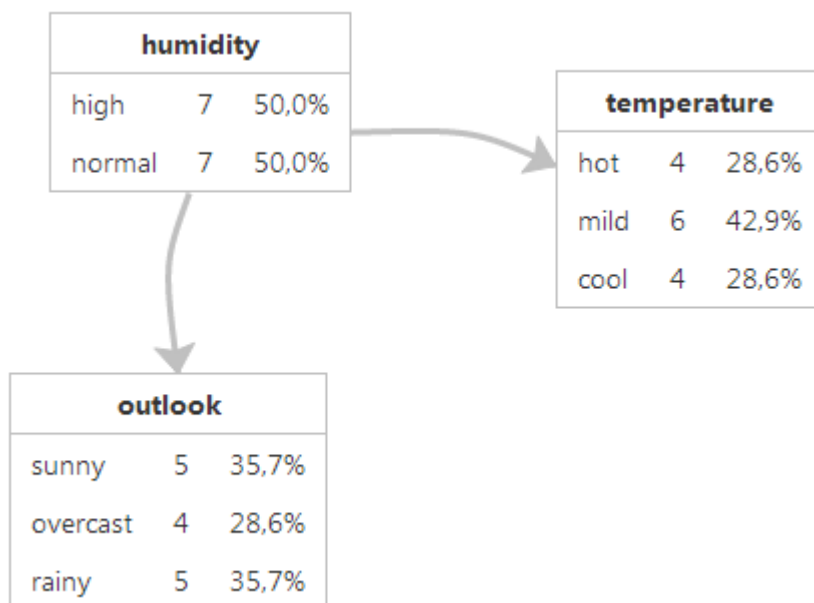 humidity
high 7 50,0%
normal 7 50,0%
temperature
hot 4 28,6%
mild 6 42,9%
cool 4 28,6%
outlook
sunny 5 35,7%
overcast 4 28,6%
rainy 5 35,7%